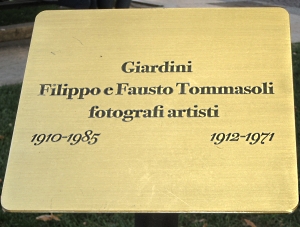 Giardini
Filippo e Fausto Tommasoli
fotografi artisti
1910-1985 1912-1971